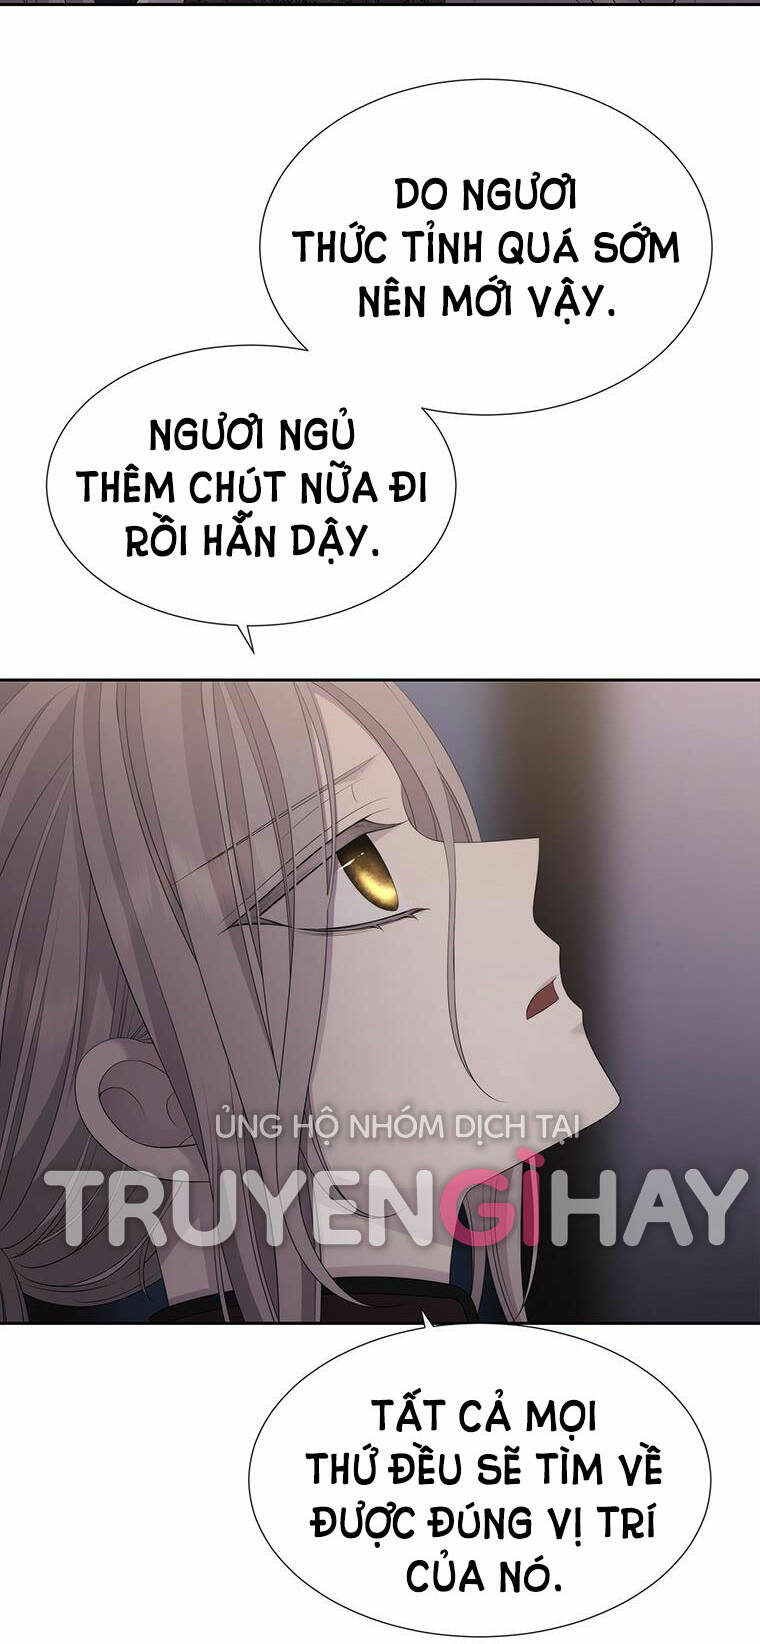 DO NGƯƠI
THỨC TỈNH QUÁ SỚM
NÊN MỚI VẬY.
NGƯƠI NGỦ
THÊM CHÚT NỮA ĐI
RỒI HẴN DẬY.
ỦNG HỘ NHÓM DỊCH TẠI
TRUYENGIHAY
TẤT CẢ MỌI
THỨ ĐỀU SẼ TÌM VỀ
ĐƯỢC ĐÚNG VỊ TRÍ
CỦA NÓ.